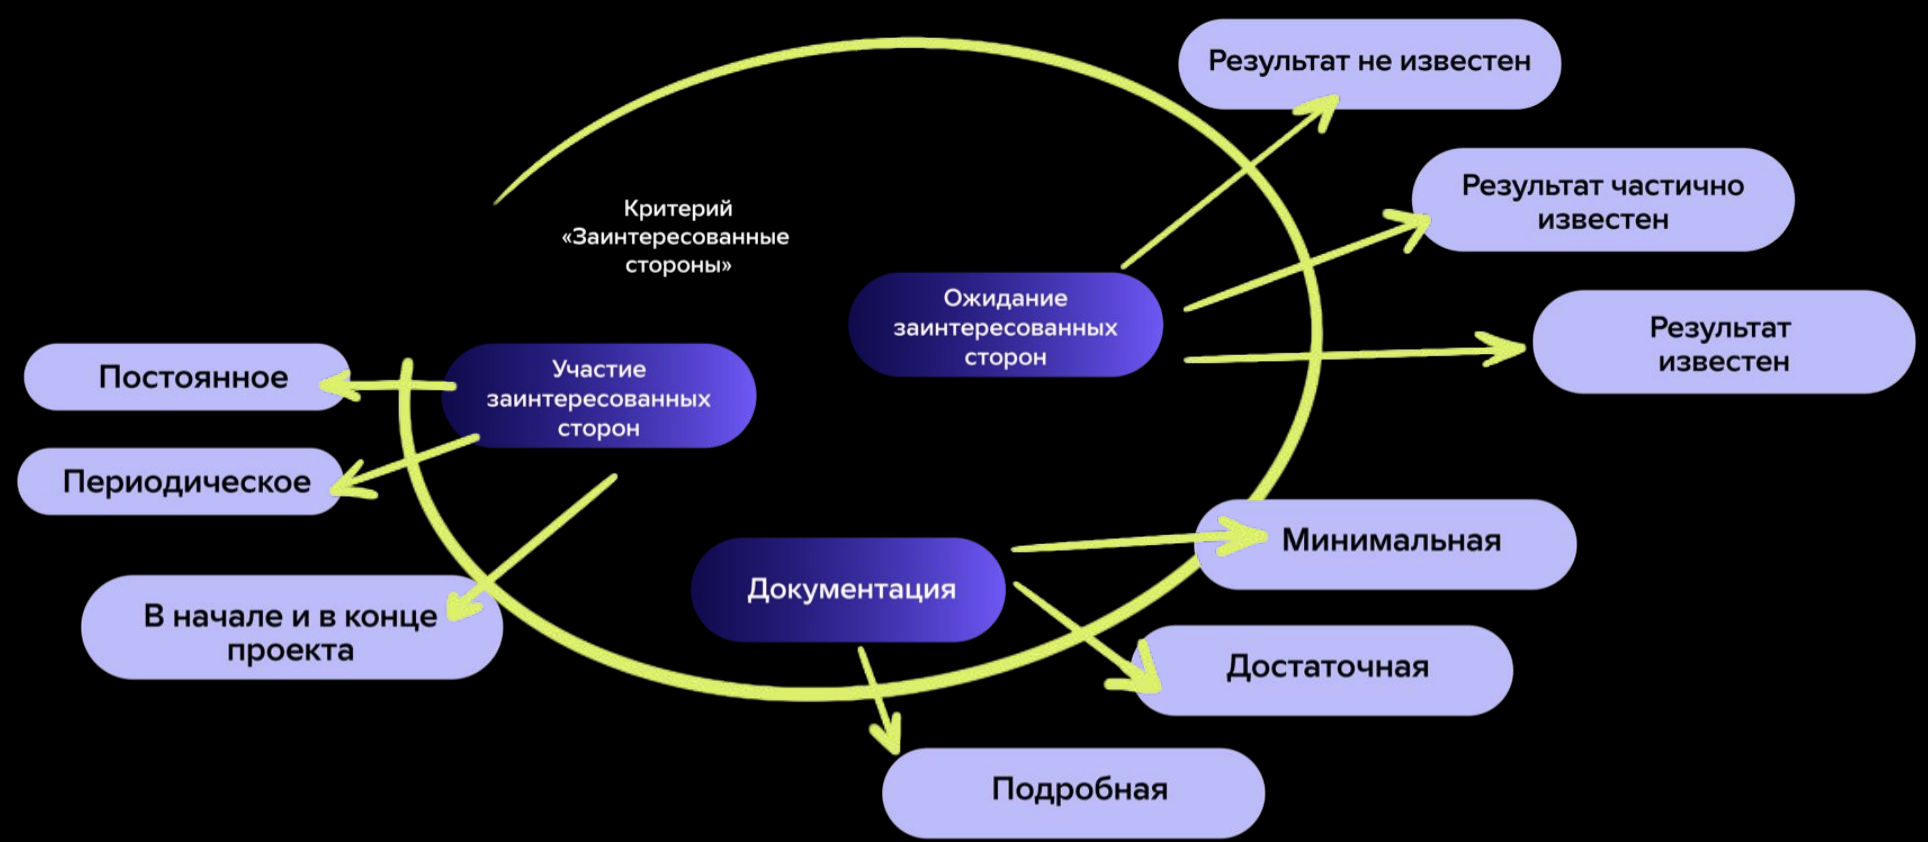 Результат не известен
Результат частично
известен
Критерий
«Заинтересованные
стороны»
Ожидание
заинтересованных
сторон
Результат
известен
Участие
заинтересованных
сторон
Постоянное
Периодическое
В начале и в конце
проекта
Документация
Минимальная
Достаточная
Подробная